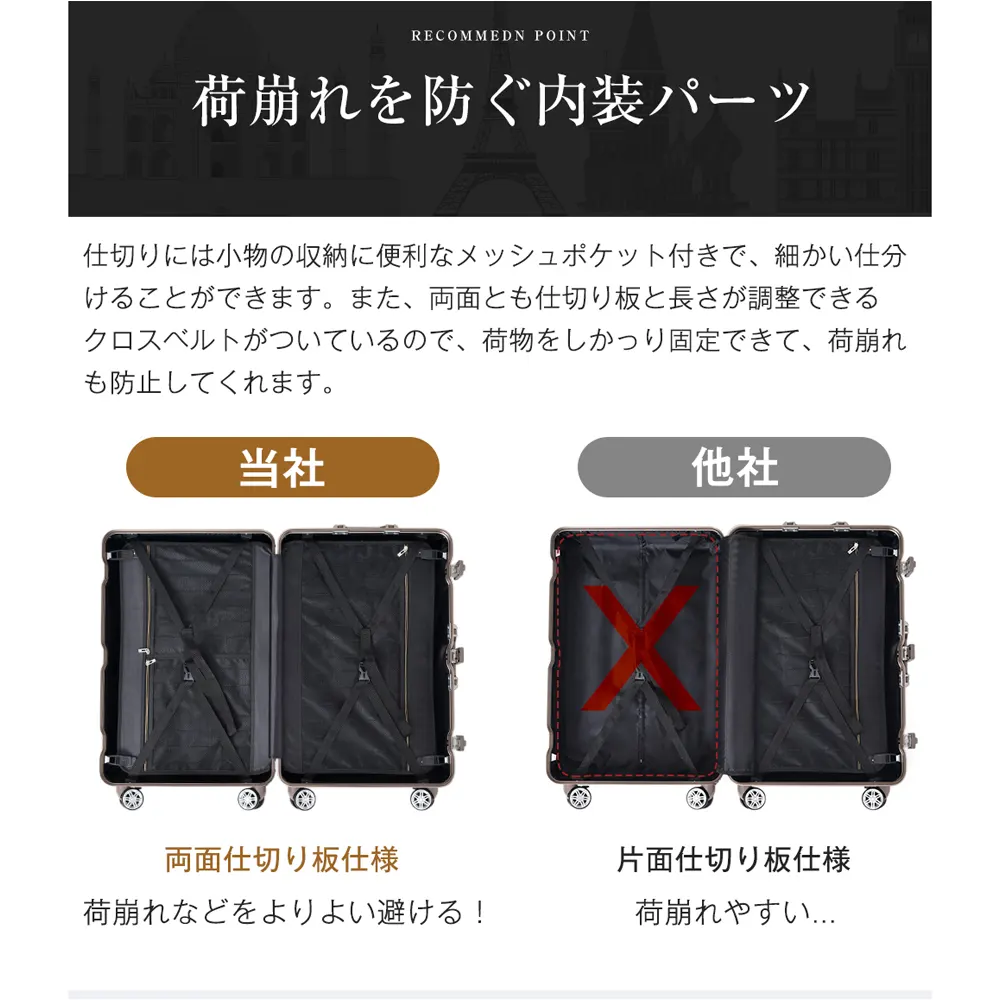 RECOMMEDN POINT
荷崩れを防ぐ内装パーツ
仕切りには小物の収納に便利なメッシュポケット付きで、細かい仕分
けることができます。また、両面とも仕切り板と長さが調整できる
クロスベルトがついているので、荷物をしかっり固定できて、荷崩れ
も防止してくれます。
当社
他社
両面仕切り板仕様
片面仕切り板仕様
荷崩れなどをよりよい避ける！
荷崩れやすい...